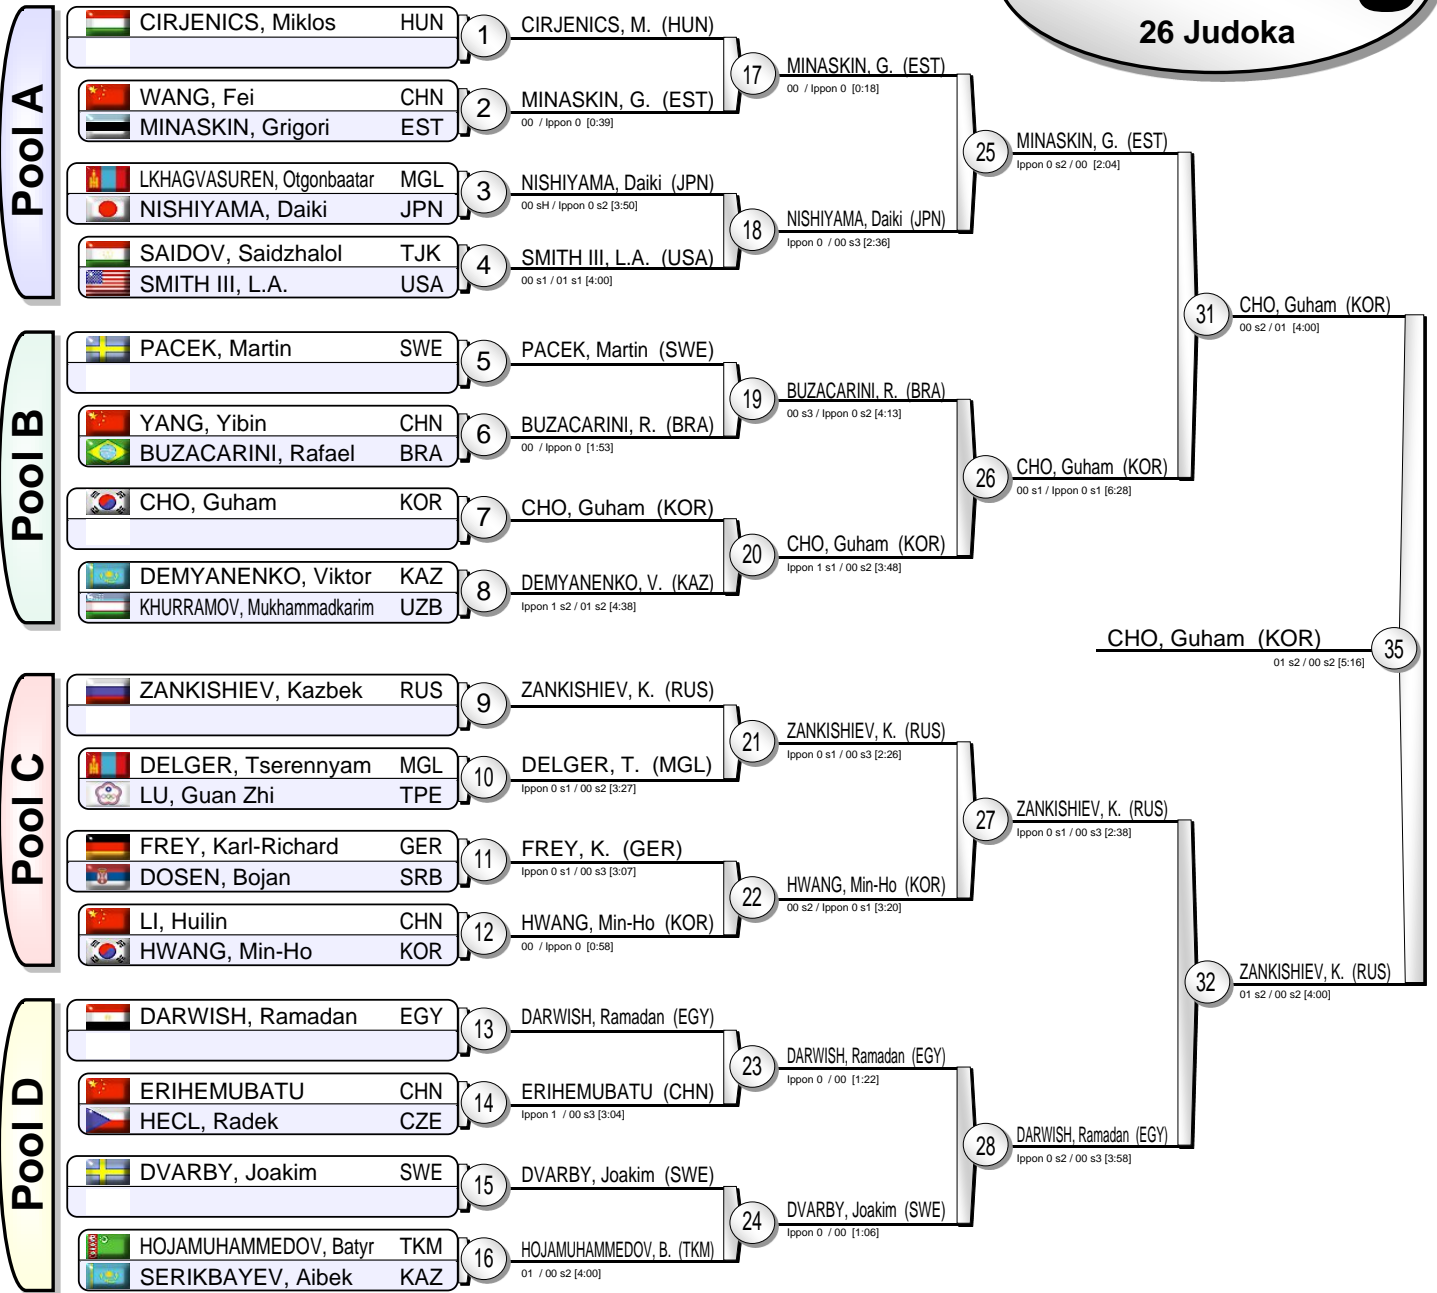 26 Judoka
Pool A
CIRJENICS, Miklos HUN
1
WANG, Fei CHN
MINASKIN, Grigori EST
2
LKHAGVASUREN, Otgonbaatar MGL
NISHIYAMA, Daiki JPN
3
SAIDOV, Saidzhalol TJK
SMITH III, L.A. USA
4
CIRJENICS, M. (HUN)
MINASKIN, G. (EST)
00 / Ippon 0 [0:39]
NISHIYAMA, Daiki (JPN)
00 sH / Ippon 0 s2 [3:50]
SMITH III, L.A. (USA)
00 s1 / 01 s1 [4:00]
17
MINASKIN, G. (EST)
00 / Ippon 0 [0:18]
18
NISHIYAMA, Daiki (JPN)
Ippon 0 / 00 s3 [2:36]
25
MINASKIN, G. (EST)
Ippon 0 s2 / 00 [2:04]
Pool B
PACEK, Martin SWE
5
YANG, Yibin CHN
BUZACARINI, Rafael BRA
6
CHO, Guham KOR
7
DEMYANENKO, Viktor KAZ
KHURRAMOV, Mukhammadkarim UZB
8
PACEK, Martin (SWE)
BUZACARINI, R. (BRA)
00 / Ippon 0 [1:53]
CHO, Guham (KOR)
DEMYANENKO, V. (KAZ)
Ippon 1 s2 / 01 s2 [4:38]
19
BUZACARINI, R. (BRA)
00 s3 / Ippon 0 s2 [4:13]
20
CHO, Guham (KOR)
Ippon 1 s1 / 00 s2 [3:48]
26
CHO, Guham (KOR)
00 s1 / Ippon 0 s1 [6:28]
31
CHO, Guham (KOR)
00 s2 / 01 [4:00]
CHO, Guham (KOR)
01 s2 / 00 s2 [5:16]
35
Pool C
ZANKISHIEV, Kazbek RUS
9
DELGER, Tserennyam MGL
LU, Guan Zhi TPE
10
FREY, Karl-Richard GER
DOSEN, Bojan SRB
11
LI, Huilin CHN
HWANG, Min-Ho KOR
12
ZANKISHIEV, K. (RUS)
DELGER, T. (MGL)
Ippon 0 s1 / 00 s2 [3:27]
FREY, K. (GER)
Ippon 0 s1 / 00 s3 [3:07]
HWANG, Min-Ho (KOR)
00 / Ippon 0 [0:58]
21
ZANKISHIEV, K. (RUS)
Ippon 0 s1 / 00 s3 [2:26]
22
HWANG, Min-Ho (KOR)
00 s2 / Ippon 0 s1 [3:20]
27
ZANKISHIEV, K. (RUS)
Ippon 0 s1 / 00 s3 [2:38]
Pool D
DARWISH, Ramadan EGY
13
ERIHEMUBATU CHN
HECL, Radek CZE
14
DVARBY, Joakim SWE
15
HOJAMUHAMMEDOV, Batyr TKM
SERIKBAYEV, Aibek KAZ
16
DARWISH, Ramadan (EGY)
ERIHEMUBATU (CHN)
Ippon 1 / 00 s3 [3:04]
DVARBY, Joakim (SWE)
HOJAMUHAMMEDOV, B. (TKM)
01 / 00 s2 [4:00]
23
DARWISH, Ramadan (EGY)
Ippon 0 / 00 [1:22]
24
DVARBY, Joakim (SWE)
Ippon 0 / 00 [1:06]
28
DARWISH, Ramadan (EGY)
Ippon 0 s2 / 00 s3 [3:58]
32
ZANKISHIEV, K. (RUS)
01 s2 / 00 s2 [4:00]